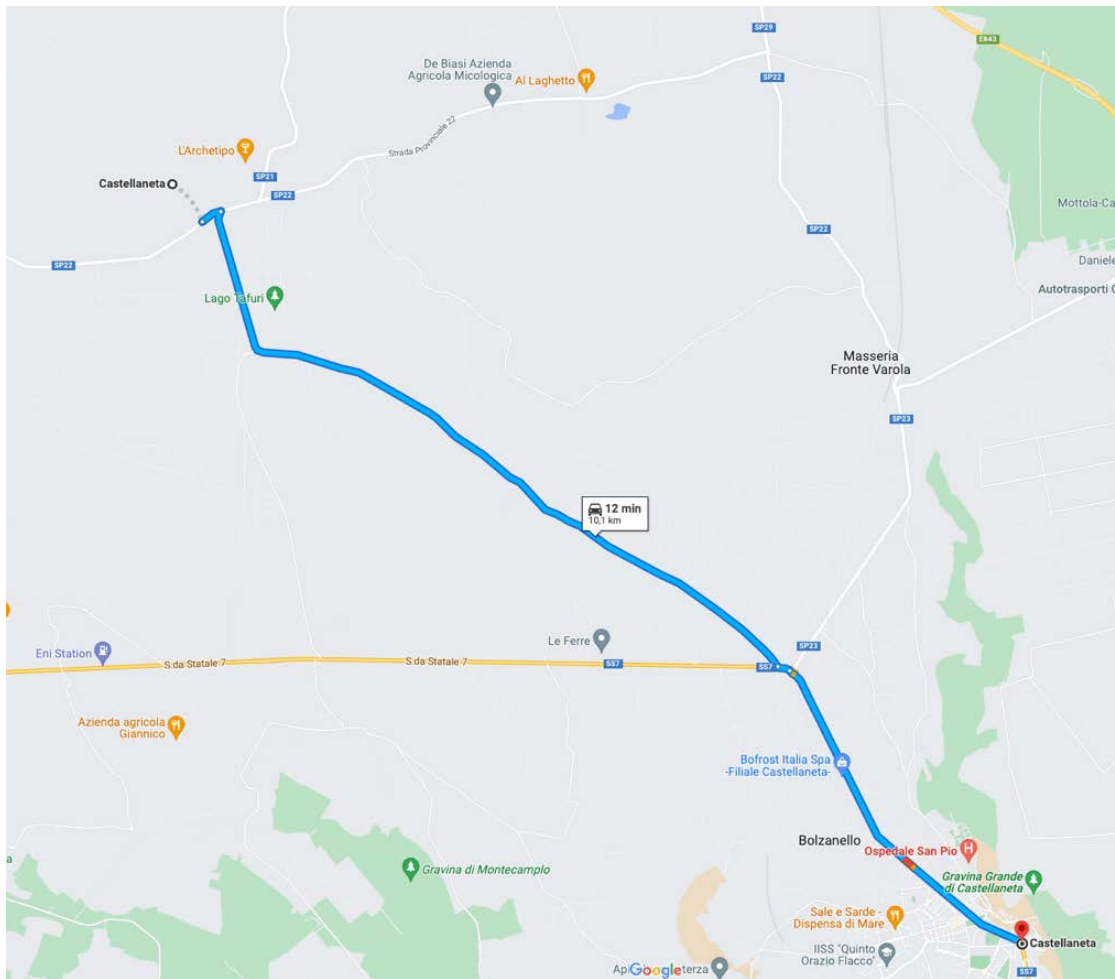 SP29
E843
De Biasi Azienda
Agricola Micologica
Al Laghetto
SP22
Strada Provinciale 22
L'Archetipo
SP21
Castellaneta
SP22
Mottola-Ca
SP22
SP22
Daniele
Autotrasporti
Lago Tafuri
Masseria
Fronte Varola
SP23
12 min
10,1 km
Le Ferre
SP23
Eni Station
S.da Statale 7
S.da Statale 7
SS7
SS7
Azienda agricola
Giannico
Bofrost Italia Spa
-Filiale Castellaneta-
Bolzanello
Ospedale San Pio
a
Gravina di Montecamplo
Gravina Grande
di Castellaneta
Sale e Sarde -
Dispensa di Mare
Castellaneta
IISS "Quinto
Orazio Flacco"
Google
terza
SS7